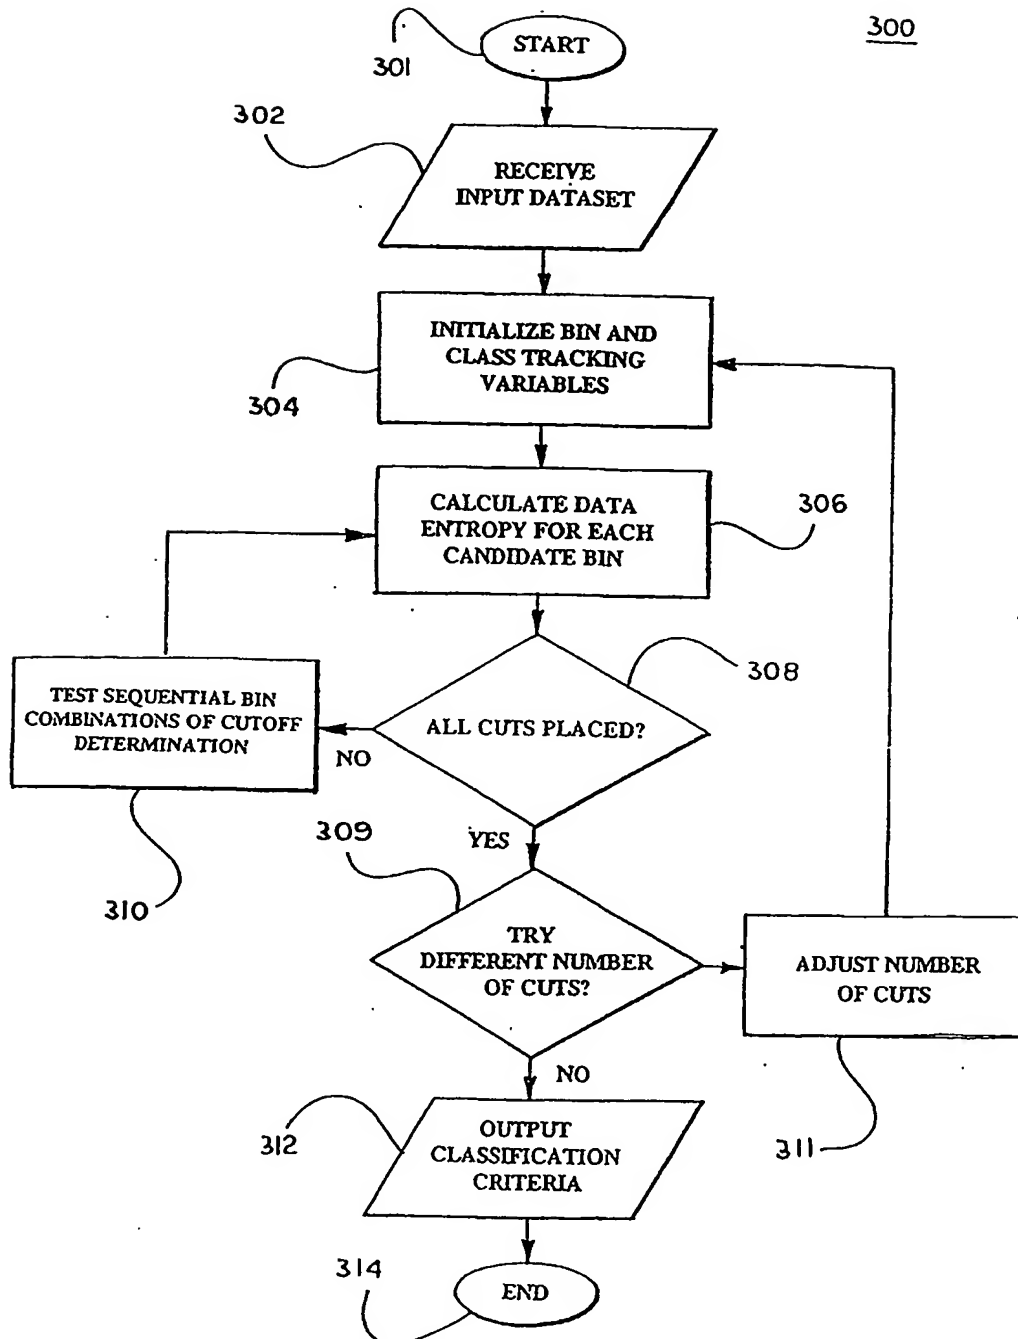 300
START
301
302
RECEIVE
INPUT DATASET
INITIALIZE BIN AND
CLASS TRACKING
VARIABLES
304
CALCULATE DATA
ENTROPY FOR EACH
CANDIDATE BIN
306
308
TEST SEQUENTIAL BIN
COMBINATIONS OF CUTOFF
DETERMINATION
NO
ALL CUTS PLACED?
310
YES
309
TRY
DIFFERENT NUMBER
OF CUTS?
ADJUST NUMBER
OF CUTS
311
NO
312
OUTPUT
CLASSIFICATION
CRITERIA
314
END